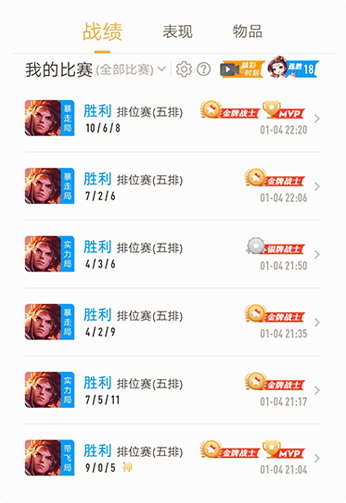 战绩 表现 物品
我的比赛 (全部比赛) 精彩时刻 连胜 18
暴走局 胜利 排位赛(五排) 金牌战士 MVP
10/6/8 01-04 22:20
暴走局 胜利 排位赛(五排) 金牌战士
7/2/6 01-04 22:06
实力局 胜利 排位赛(五排) 银牌战士
4/3/6 01-04 21:50
暴走局 胜利 排位赛(五排) 金牌战士
4/2/9 01-04 21:35
实力局 胜利 排位赛(五排) 金牌战士
7/5/11 01-04 21:17
带飞局 胜利 排位赛(五排) 金牌战士 MVP
9/0/5 神 01-04 21:04